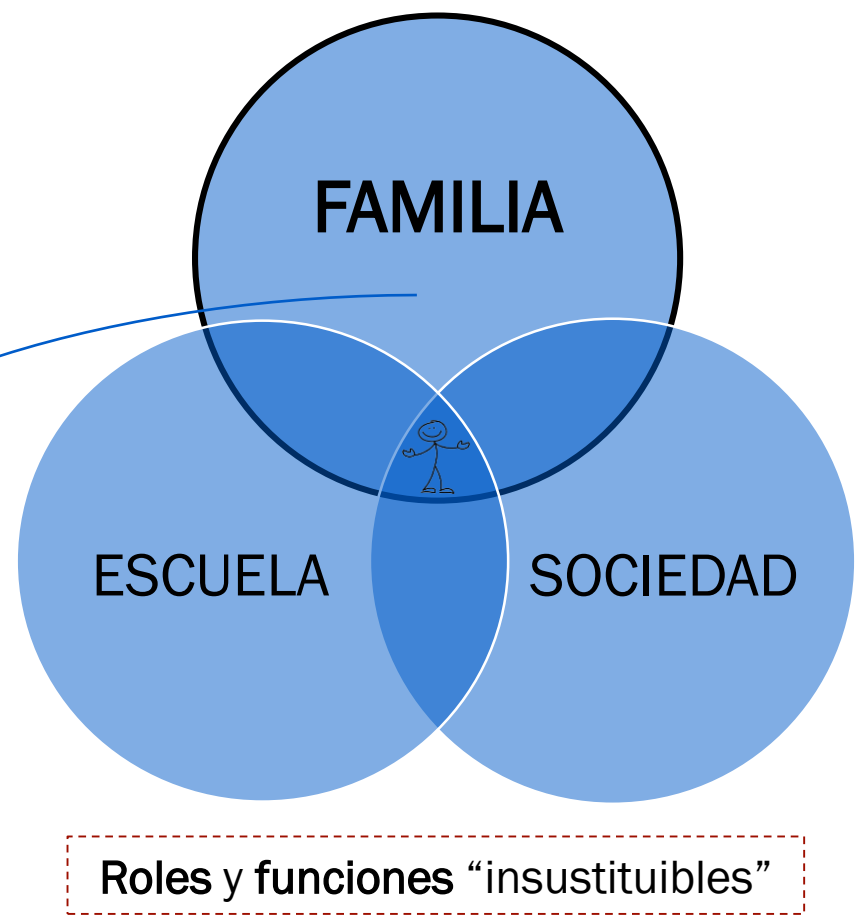 FAMILIA
ESCUELA SOCIEDAD
Roles y funciones “insustituibles”